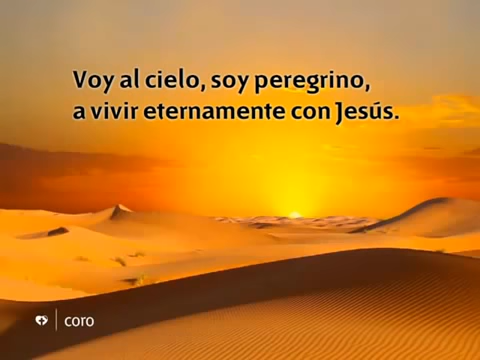 Voy al cielo, soy peregrino,
a vivir eternamente con Jesús.
coro